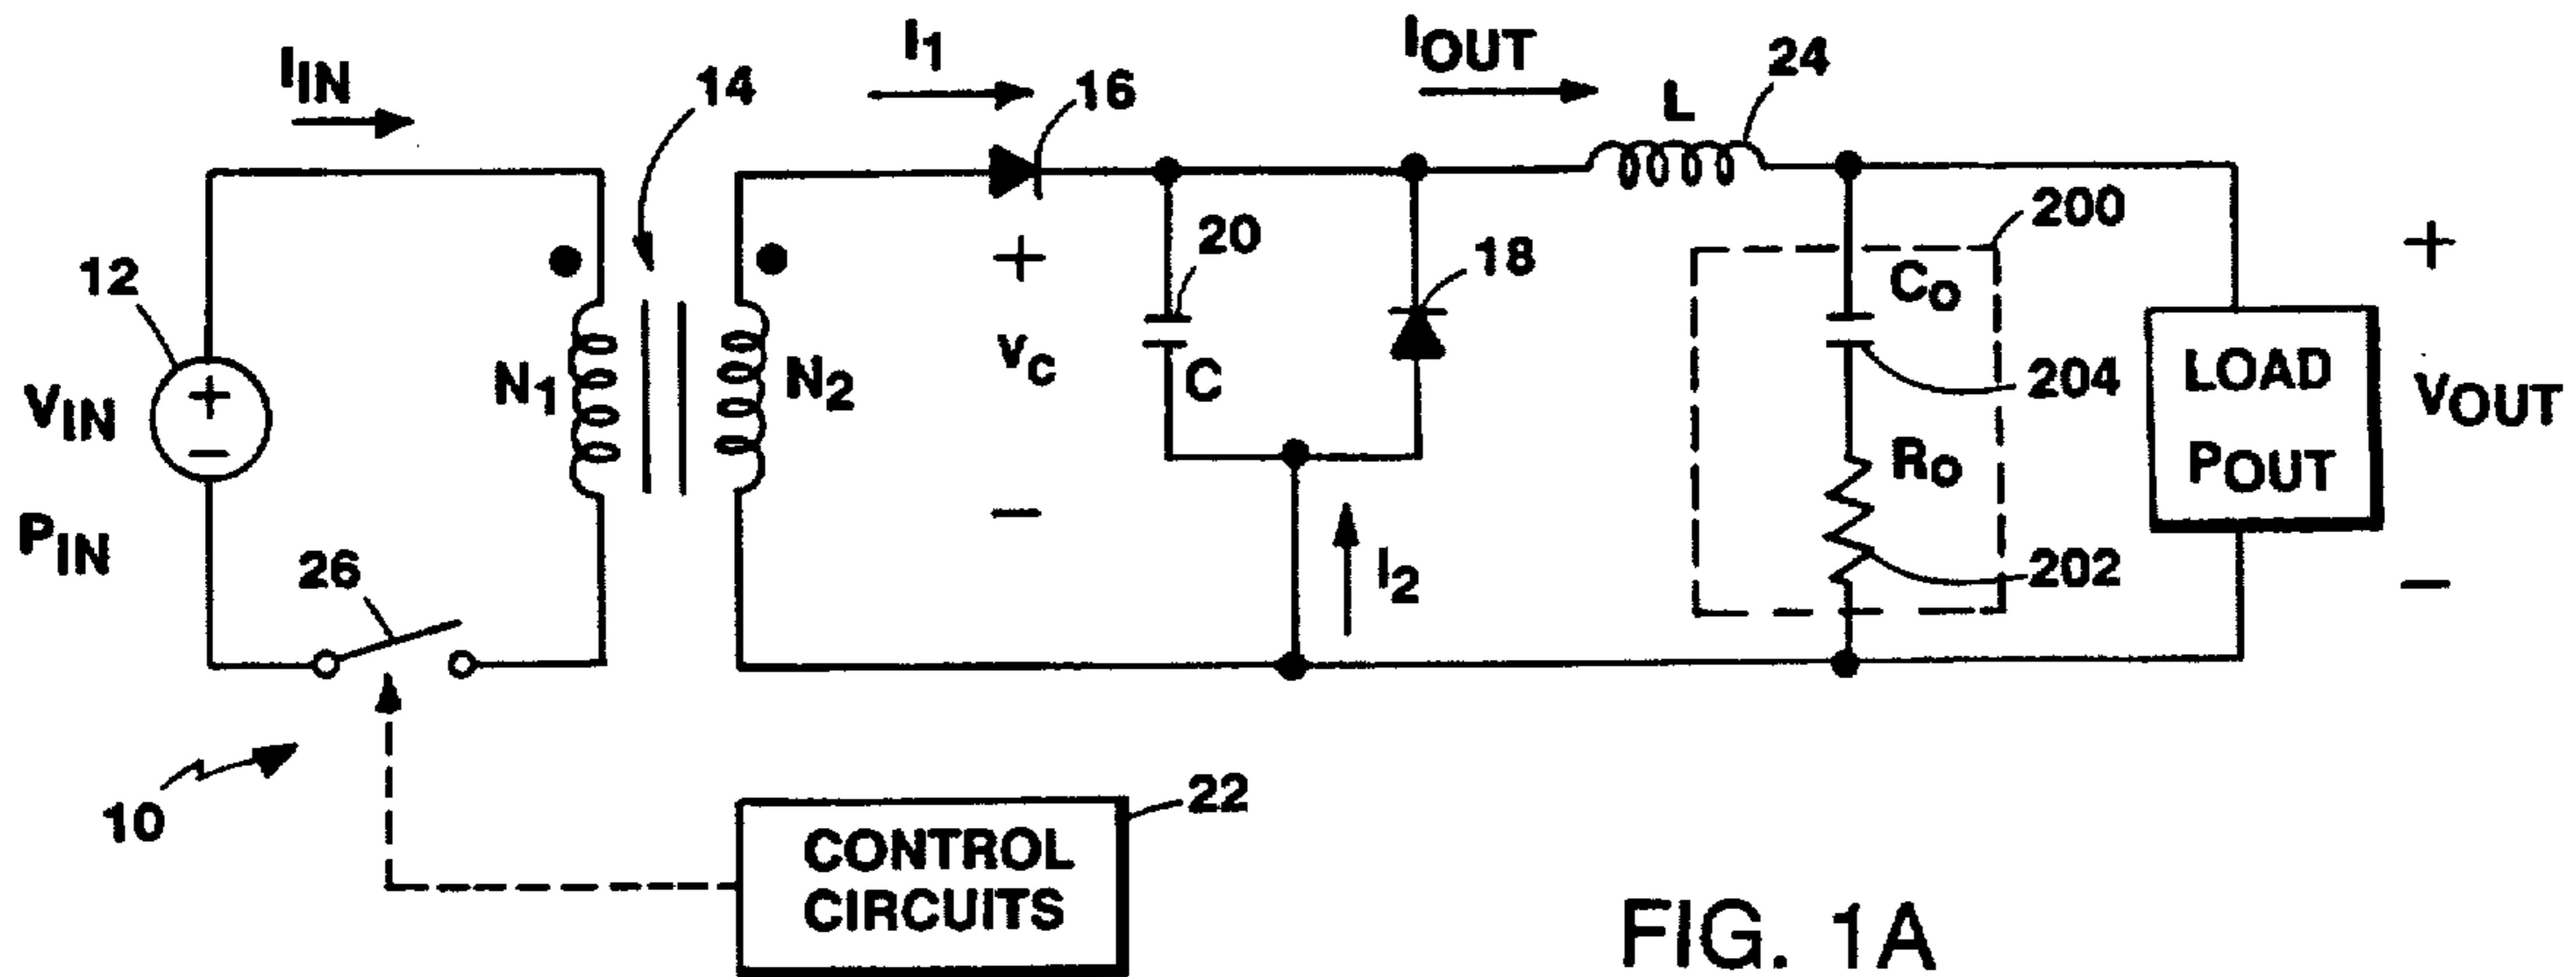 I1
IOUT
IIN
14
16
L
24
12
20
18
200
CO
+
+
+
VIN
−
N1
N2
vC
C
204
LOAD
POUT
VOUT
PIN
26
−
I2
RO
202
−
10
CONTROL
CIRCUITS
22
FIG. 1A